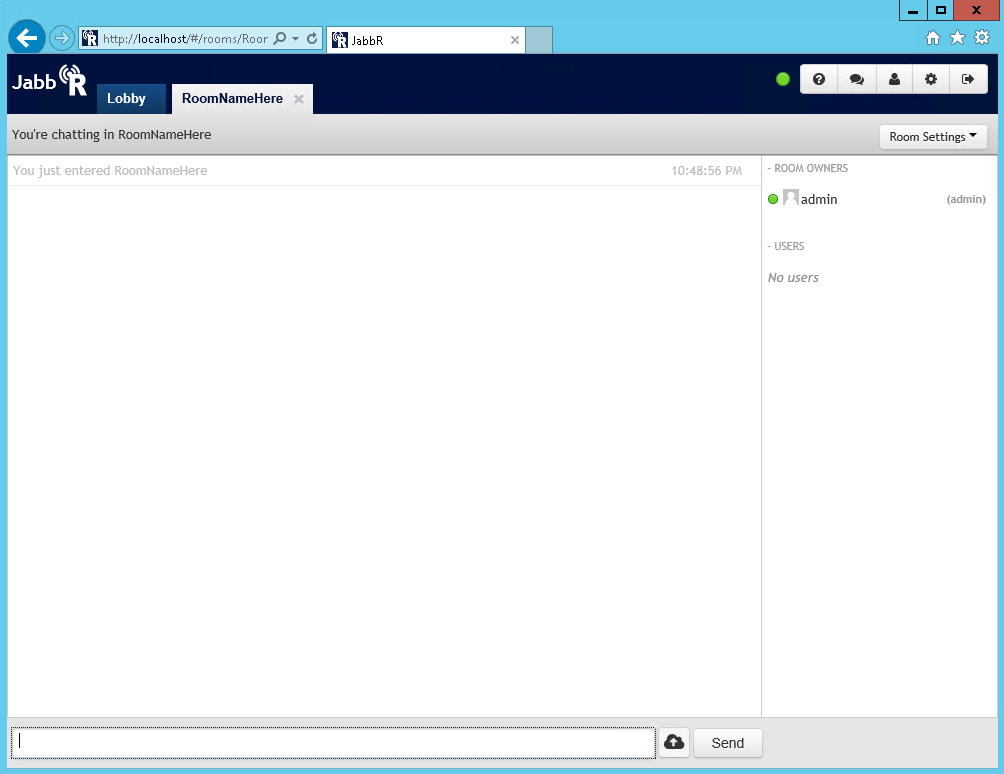 http://localhost/#/rooms/Roor
JabbR
JabbR
Lobby
RoomNameHere
You're chatting in RoomNameHere
Room Settings
You just entered RoomNameHere 10:48:56 PM
- ROOM OWNERS
admin (admin)
- USERS
No users
Send